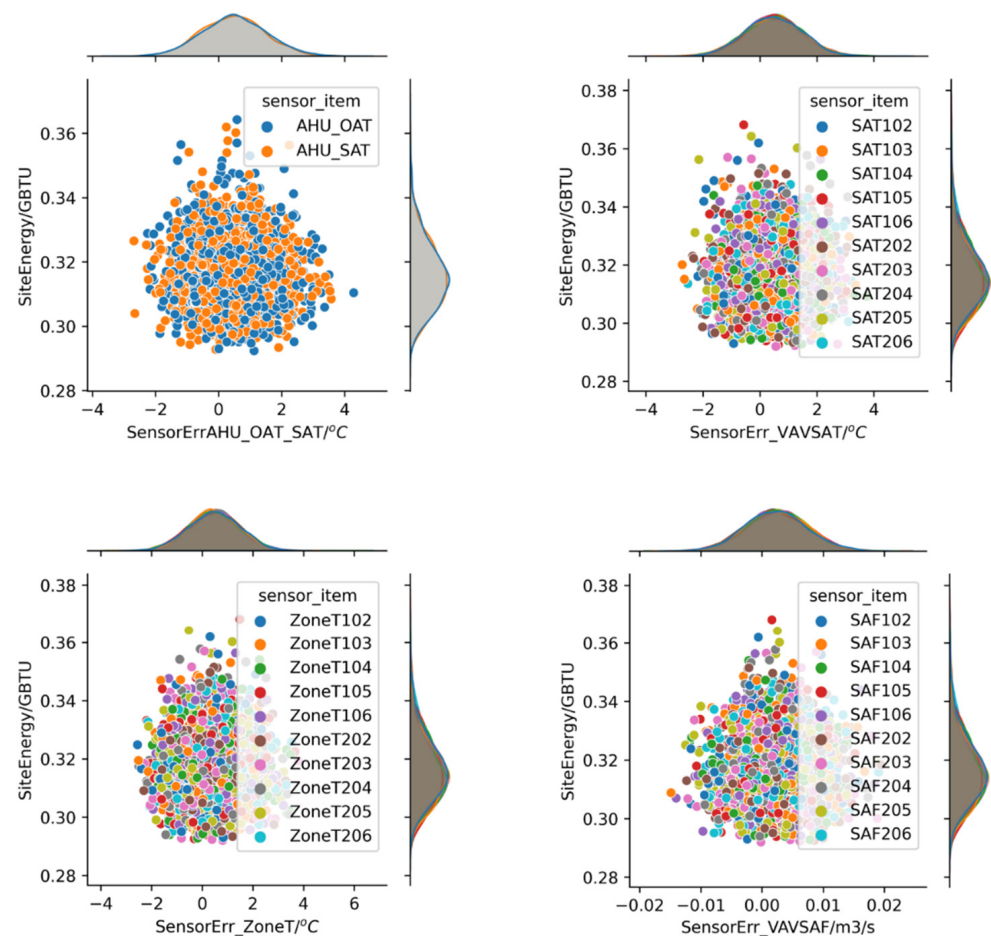 sensor_item
AHU_OAT
AHU_SAT
0.36
0.34
0.32
0.30
0.28
SiteEnergy/GBTU
−4 −2 0 2 4
SensorErrAHU_OAT_SAT/°C
sensor_item
SAT102
SAT103
SAT104
SAT105
SAT106
SAT202
SAT203
SAT204
SAT205
SAT206
0.38
0.36
0.34
0.32
0.30
0.28
SiteEnergy/GBTU
−4 −2 0 2 4
SensorErr_VAVSAT/°C
sensor_item
ZoneT102
ZoneT103
ZoneT104
ZoneT105
ZoneT106
ZoneT202
ZoneT203
ZoneT204
ZoneT205
ZoneT206
0.38
0.36
0.34
0.32
0.30
0.28
SiteEnergy/GBTU
−4 −2 0 2 4 6
SensorErr_ZoneT/°C
sensor_item
SAF102
SAF103
SAF104
SAF105
SAF106
SAF202
SAF203
SAF204
SAF205
SAF206
0.38
0.36
0.34
0.32
0.30
0.28
SiteEnergy/GBTU
−0.02 −0.01 0.00 0.01 0.02
SensorErr_VAVSAF/m3/s